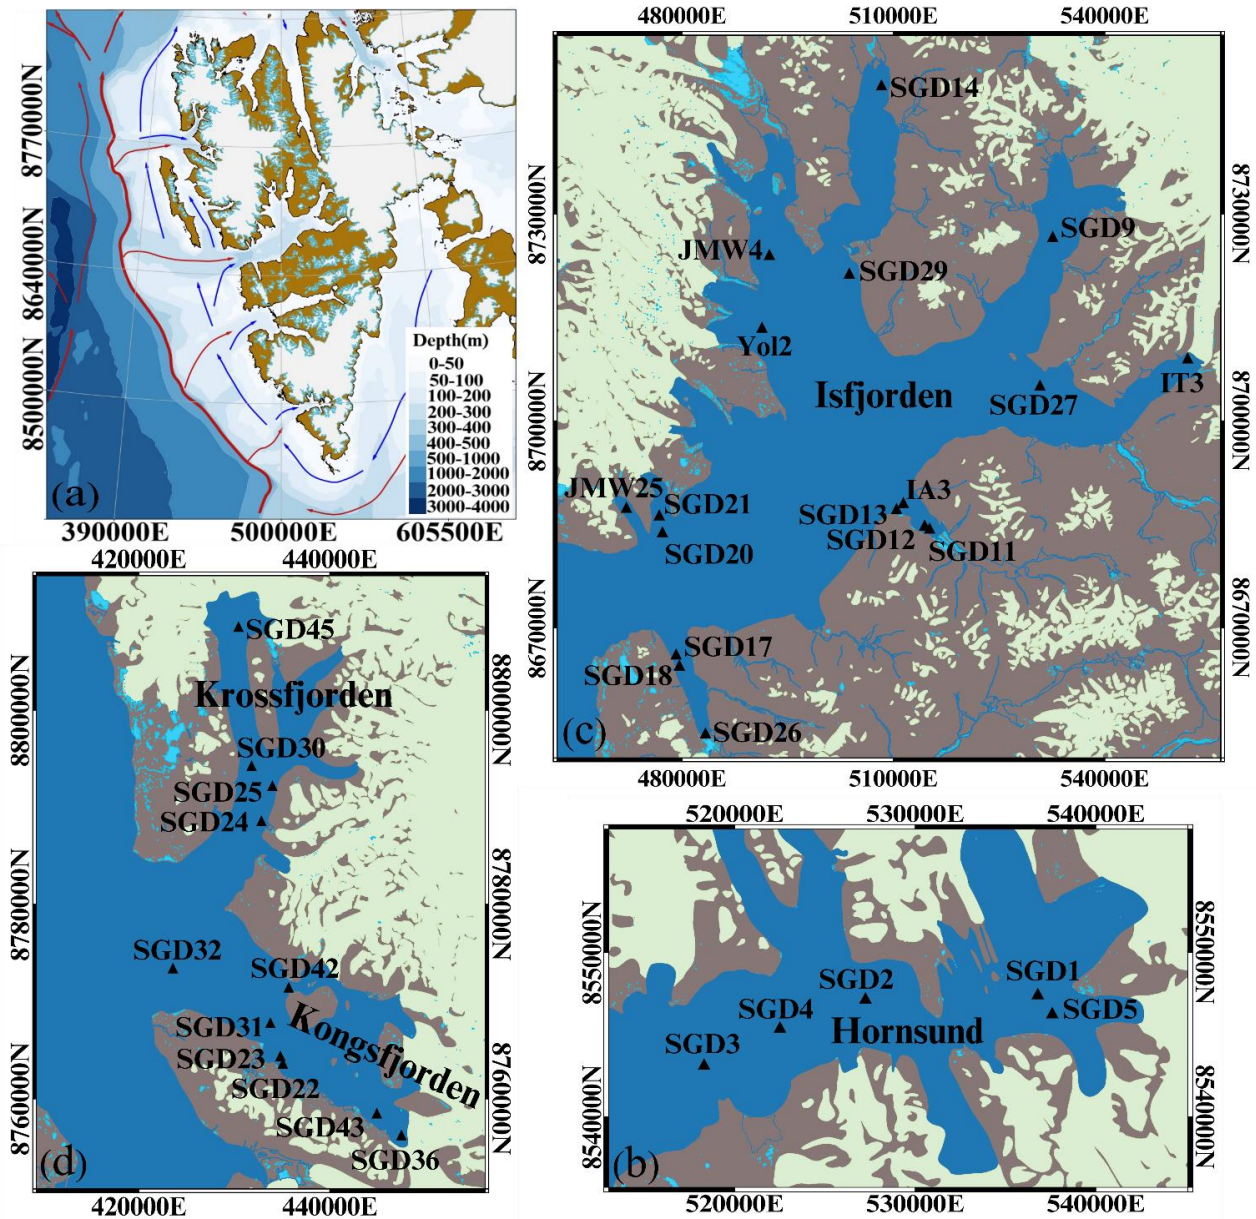 8770000N
8640000N
8500000N
Depth(m)
0-50
50-100
100-200
200-300
300-400
400-500
500-1000
1000-2000
2000-3000
3000-4000
(a)
390000E
500000E
605500E
480000E
510000E
540000E
8730000N
8700000N
8670000N
SGD14
SGD9
JMW4
SGD29
Yol2
Isfjorden
SGD27
IT3
JMW25
SGD21
SGD20
IA3
SGD13
SGD12
SGD11
SGD17
SGD18
SGD26
(c)
8730000N
8700000N
8670000N
480000E
510000E
540000E
420000E
440000E
8800000N
8780000N
8760000N
SGD45
Krossfjorden
SGD30
SGD25
SGD24
SGD32
SGD42
SGD31
Kongsfjorden
SGD23
SGD22
SGD43
SGD36
(d)
8800000N
8780000N
8760000N
420000E
440000E
520000E
530000E
540000E
8550000N
8540000N
SGD1
SGD2
SGD4
SGD5
Hornsund
SGD3
(b)
8550000N
8540000N
520000E
530000E
540000E